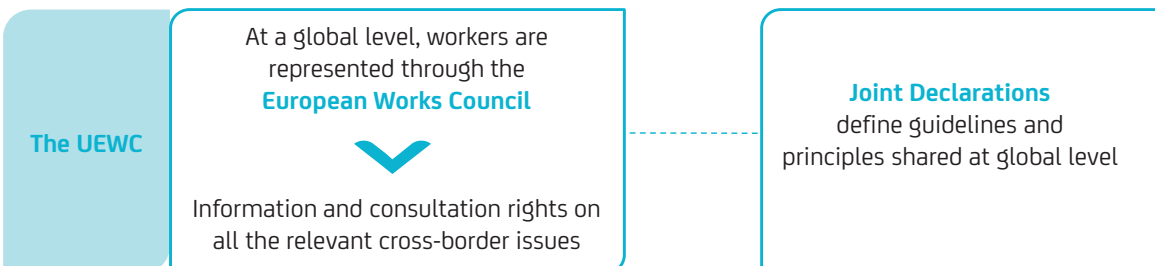 The UEWC
At a global level, workers are
represented through the
European Works Council
Information and consultation rights on
all the relevant cross-border issues
Joint Declarations
define guidelines and
principles shared at global level